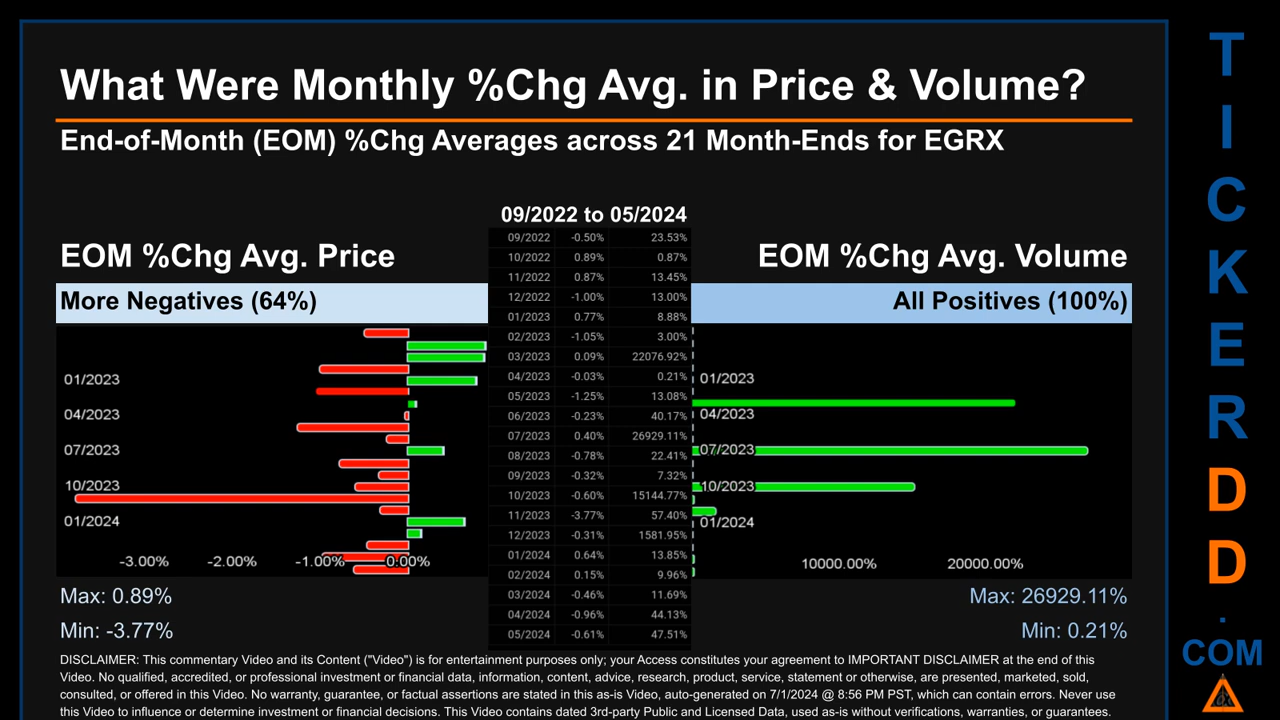 What Were Monthly %Chg Avg. in Price & Volume?
End-of-Month (EOM) %Chg Averages across 21 Month-Ends for EGRX
09/2022 to 05/2024
EOM %Chg Avg. Price
EOM %Chg Avg. Volume
More Negatives (64%)
All Positives (100%)
09/2022 -0.50% 23.53%
10/2022 0.89% 0.87%
11/2022 0.87% 13.45%
12/2022 -1.00% 13.00%
01/2023 0.77% 8.88%
02/2023 -1.05% 3.00%
03/2023 0.09% 22076.92%
04/2023 -0.03% 0.21%
05/2023 -1.25% 13.08%
06/2023 -0.23% 40.17%
07/2023 0.40% 26929.11%
08/2023 -0.78% 22.41%
09/2023 -0.32% 7.32%
10/2023 -0.60% 15144.77%
11/2023 -3.77% 57.40%
12/2023 -0.31% 1581.95%
01/2024 0.64% 13.85%
02/2024 0.15% 9.96%
03/2024 -0.46% 11.69%
04/2024 -0.96% 44.13%
05/2024 -0.61% 47.51%
01/2023
04/2023
07/2023
10/2023
01/2024
-3.00% -2.00% -1.00% 0.00%
01/2023
04/2023
07/2023
10/2023
01/2024
10000.00% 20000.00%
Max: 0.89%
Min: -3.77%
Max: 26929.11%
Min: 0.21%
DISCLAIMER: This commentary Video and its Content ("Video") is for entertainment purposes only; your Access constitutes your agreement to IMPORTANT DISCLAIMER at the end of this
Video. No qualified, accredited, or professional investment or financial data, information, content, advice, research, product, service, statement or otherwise, are presented, marketed, sold,
consulted, or offered in this Video. No warranty, guarantee, or factual assertions are stated in this as-is Video, auto-generated on 7/1/2024 @ 8:56 PM PST, which can contain errors. Never use
this Video to influence or determine investment or financial decisions. This Video contains dated 3rd-party Public and Licensed Data, used as-is without verifications, warranties, or guarantees.
T
I
C
K
E
R
D
D
.
COM